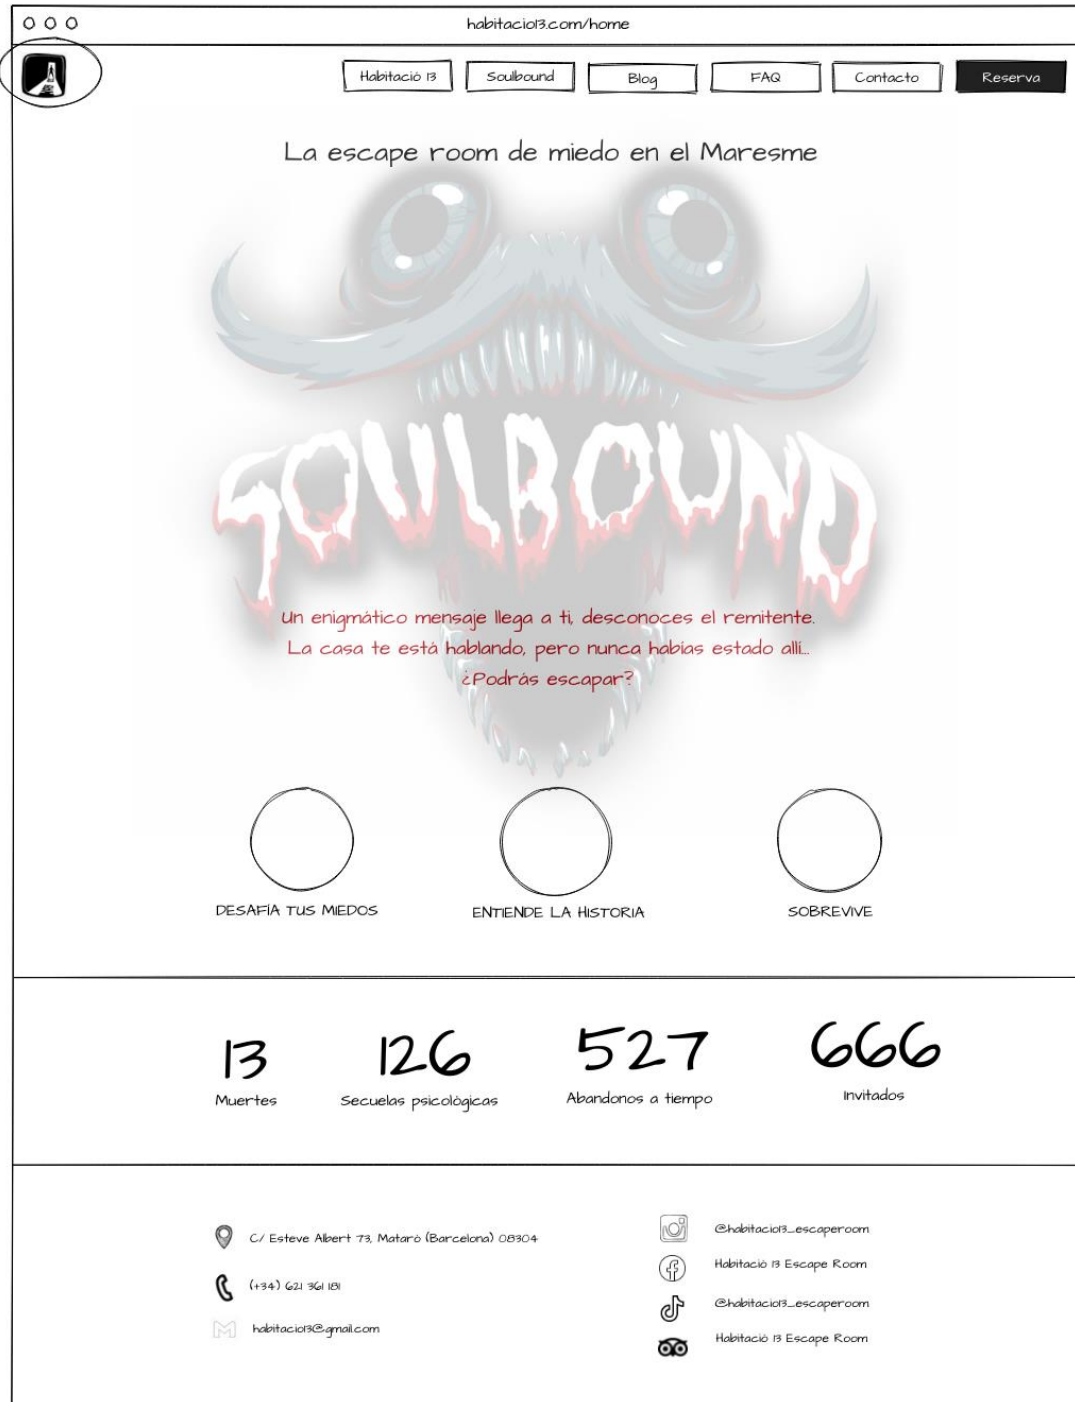 habitacio13.com/home
Habitació 13
Soulbound
Blog
FAQ
Contacto
Reserva
La escape room de miedo en el Maresme
SOULBOUND
Un enigmático mensaje llega a ti, desconoces el remitente.
La casa te está hablando, pero nunca habías estado allí...
¿Podrás escapar?
DESAFÍA TUS MIEDOS
ENTIENDE LA HISTORIA
SOBREVIVE
13
Muertes
126
Secuelas psicológicas
527
Abandonos a tiempo
666
Invitados
C/ Esteve Albert 73, Mataró (Barcelona) 08304
(+34) 621 361 181
habitacio13@gmail.com
@habitacio13_escaperoom
Habitació 13 Escape Room
@habitacio13_escaperoom
Habitació 13 Escape Room